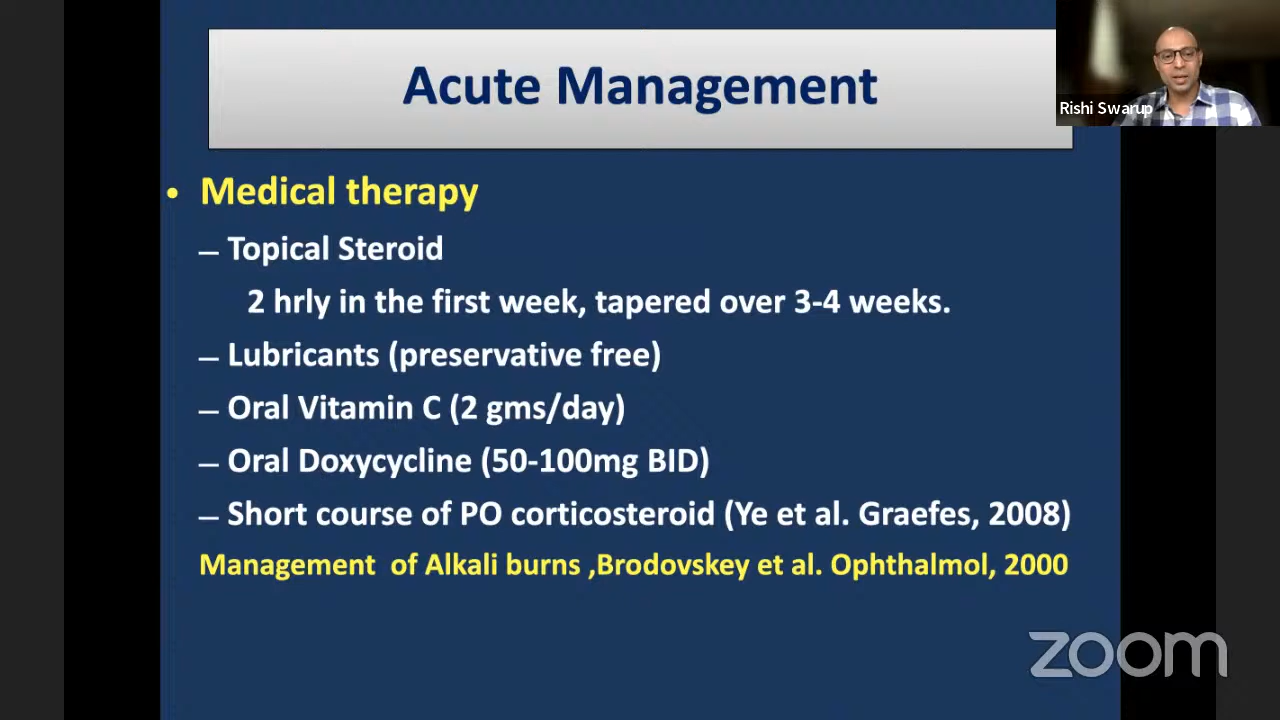 Acute Management
Rishi Swarup
• Medical therapy
– Topical Steroid
2 hrly in the first week, tapered over 3-4 weeks.
– Lubricants (preservative free)
– Oral Vitamin C (2 gms/day)
– Oral Doxycycline (50-100mg BID)
– Short course of PO corticosteroid (Ye et al. Graefes, 2008)
Management of Alkali burns ,Brodovskey et al. Ophthalmol, 2000
zoom